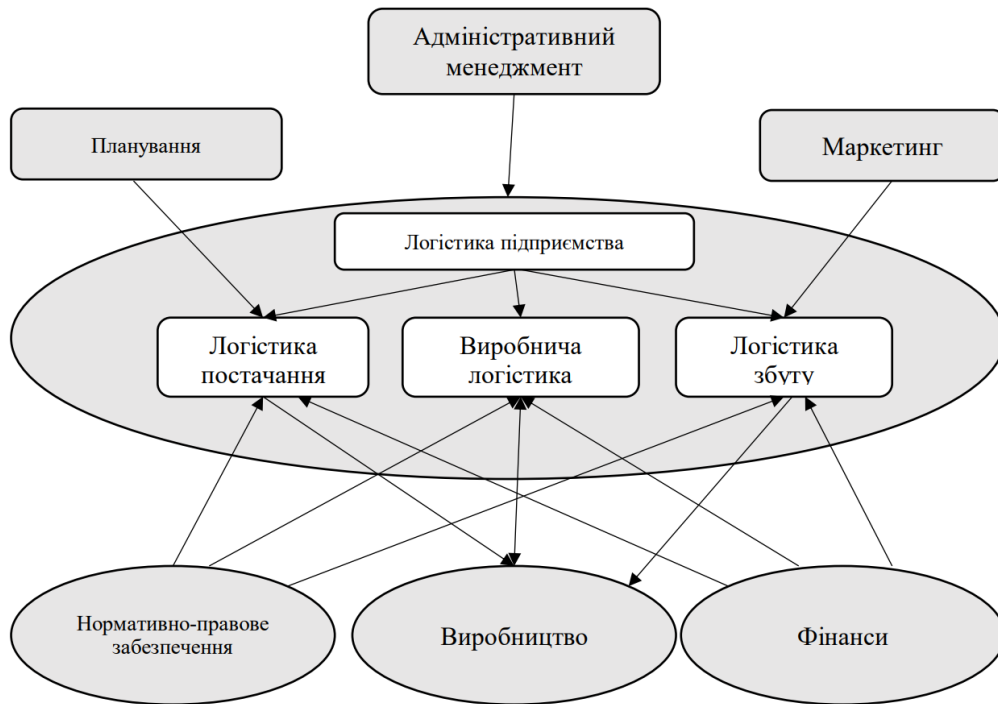 Адміністративний
менеджмент
Планування
Маркетинг
Логістика підприємства
Логістика
постачання
Виробнича
логістика
Логістика
збуту
Нормативно-правове
забезпечення
Виробництво
Фінанси